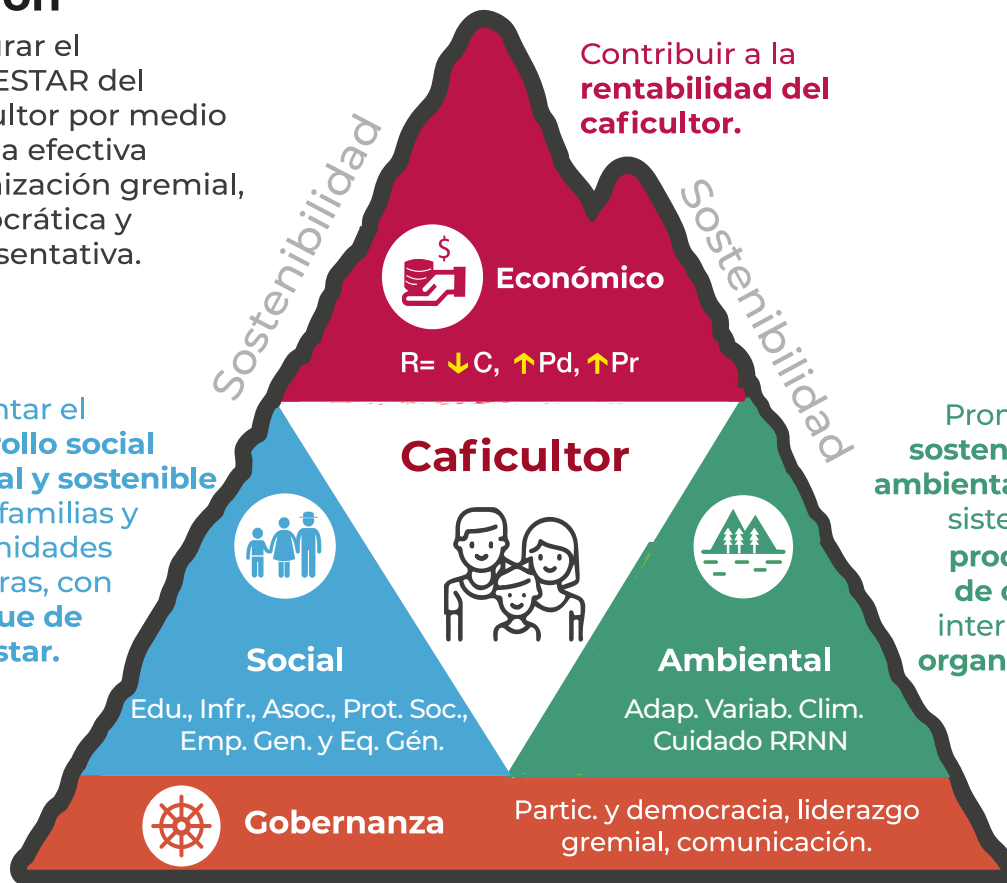 urar el
ESTAR del
ultor por medio
a efectiva
nización gremial,
ocrática y
sentativa.
Contribuir a la
rentabilidad del
caficultor.
Sostenibilidad
Sostenibilidad
$
Económico
R= ↓C, ↑Pd, ↑Pr
ntar el
rollo social
al y sostenible
familias y
nidades
ras, con
ue de
star.
Caficultor
Pro
sosten
ambienta
siste
proc
de c
inter
organ
Social
Edu., Infr., Asoc., Prot. Soc.,
Emp. Gen. y Eq. Gén.
Ambiental
Adap. Variab. Clim.
Cuidado RRNN
Gobernanza
Partic. y democracia, liderazgo
gremial, comunicación.